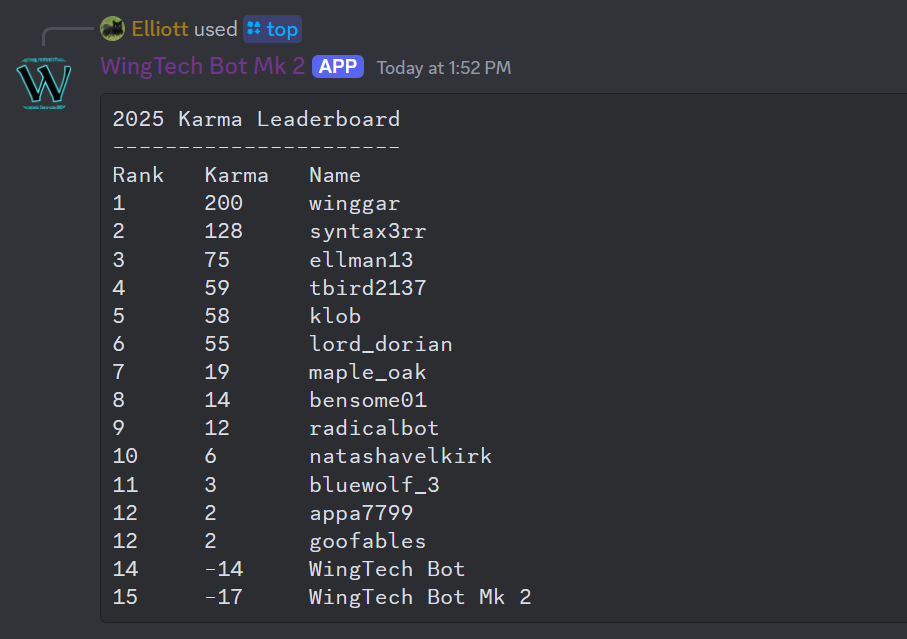 Elliott used top
WingTech Bot Mk 2 APP Today at 1:52 PM
W
2025 Karma Leaderboard
----------------------
Rank Karma Name
1 200 winggar
2 128 syntax3rr
3 75 ellman13
4 59 tbird2137
5 58 klob
6 55 lord_dorian
7 19 maple_oak
8 14 bensome01
9 12 radicalbot
10 6 natashavelkirk
11 3 bluewolf_3
12 2 appa7799
12 2 goofables
14 -14 WingTech Bot
15 -17 WingTech Bot Mk 2